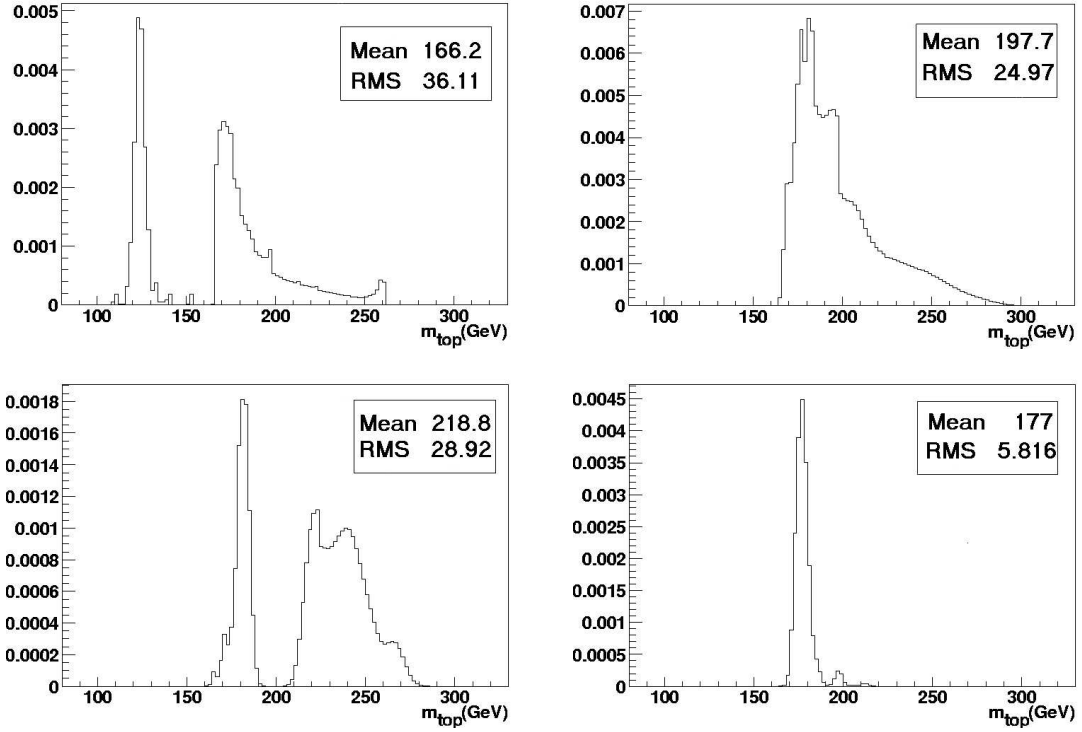 0.005
0.004
0.003
0.002
0.001
0
Mean 166.2
RMS 36.11
100 150 200 250 300
m_top(GeV)
0.007
0.006
0.005
0.004
0.003
0.002
0.001
0
Mean 197.7
RMS 24.97
100 150 200 250 300
m_top(GeV)
0.0018
0.0016
0.0014
0.0012
0.001
0.0008
0.0006
0.0004
0.0002
0
Mean 218.8
RMS 28.92
100 150 200 250 300
m_top(GeV)
0.0045
0.004
0.0035
0.003
0.0025
0.002
0.0015
0.001
0.0005
0
Mean 177
RMS 5.816
100 150 200 250 300
m_top(GeV)